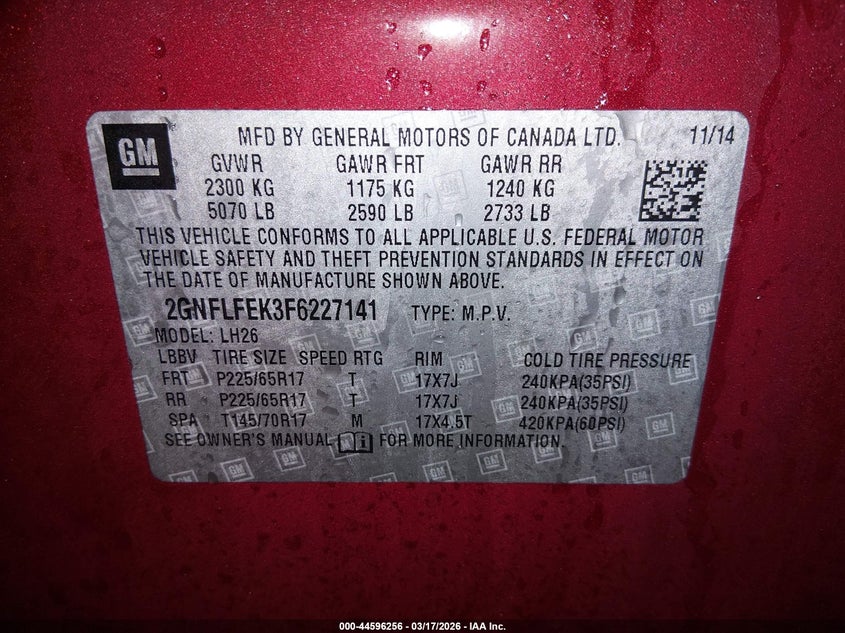 GM
MFD BY GENERAL MOTORS OF CANADA LTD. 11/14
GVWR GAWR FRT GAWR RR
2300 KG 1175 KG 1240 KG
5070 LB 2590 LB 2733 LB
THIS VEHICLE CONFORMS TO ALL APPLICABLE U.S. FEDERAL MOTOR
VEHICLE SAFETY AND THEFT PREVENTION STANDARDS IN EFFECT ON
THE DATE OF MANUFACTURE SHOWN ABOVE.
2GNFLFEK3F6227141 TYPE: M.P.V.
MODEL: LH26
LBBV TIRE SIZE SPEED RTG RIM COLD TIRE PRESSURE
FRT P225/65R17 T 17X7J 240KPA(35PSI)
RR P225/65R17 T 17X7J 240KPA(35PSI)
SPA T145/70R17 M 17X4.5T 420KPA(60PSI)
SEE OWNER'S MANUAL FOR MORE INFORMATION.
000-44596256 - 03/17/2026 - IAA Inc.